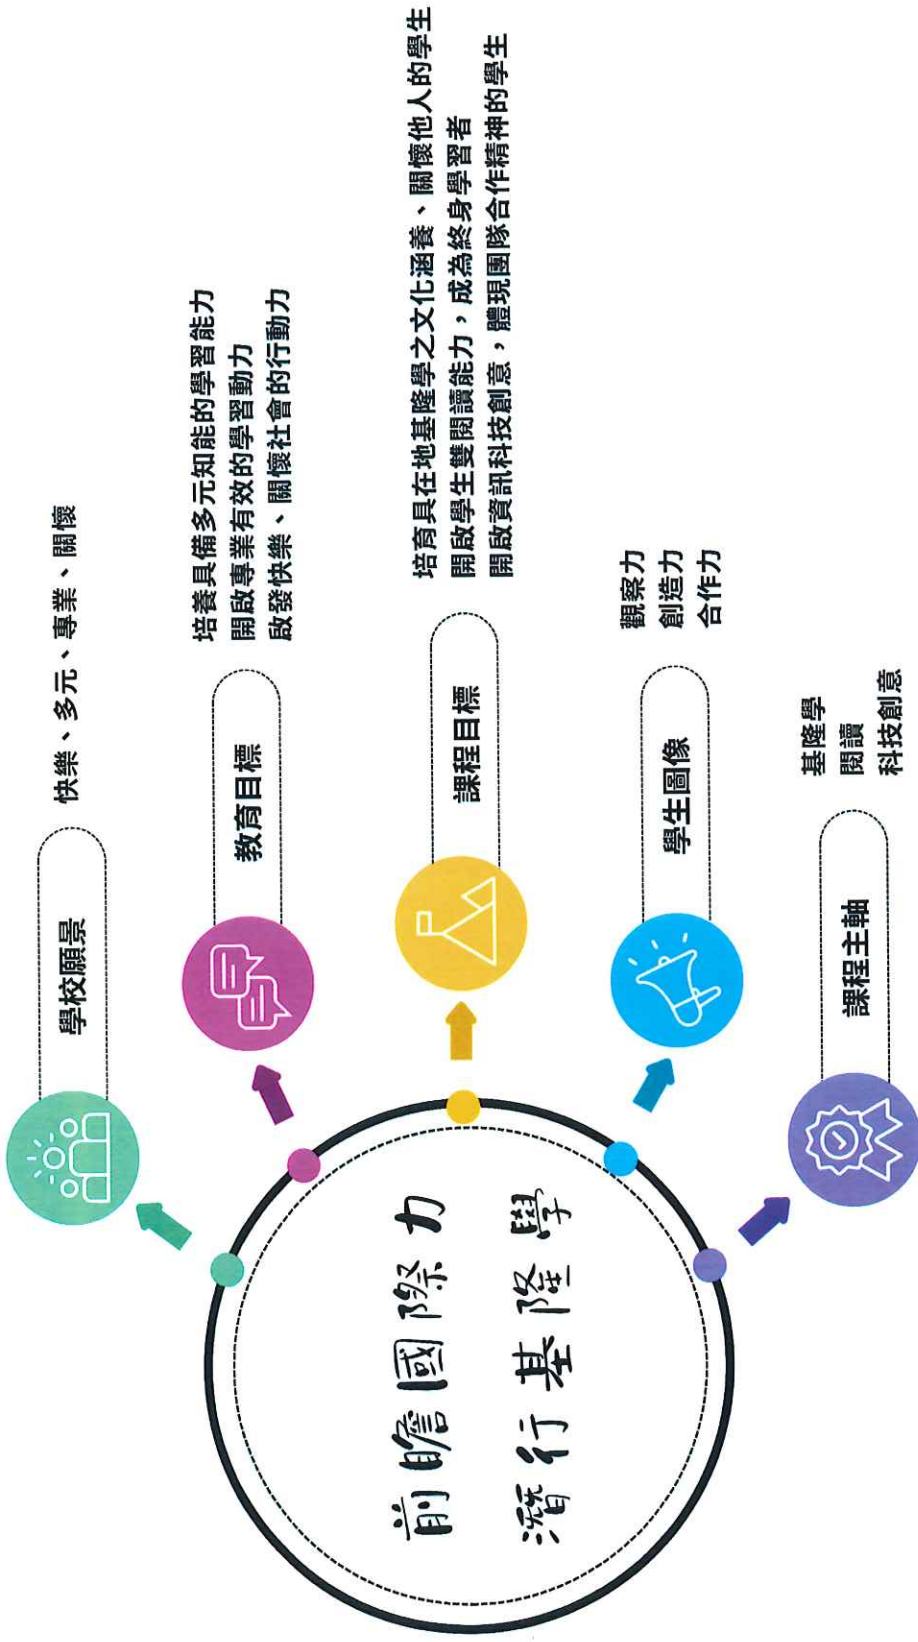 前瞻國際力
潛行基隆學
學校願景
快樂、多元、專業、關懷
教育目標
培養具備多元知能的學習能力
開啟專業有效的學習動力
啟發快樂、關懷社會的行動力
課程目標
培育具在地基隆學之文化涵養、關懷他人的學生
開啟學生雙閱讀能力，成為終身學習者
開啟資訊科技創意，體現團隊合作精神的學生
學生圖像
觀察力
創造力
合作力
課程主軸
基隆學
閱讀
科技創意